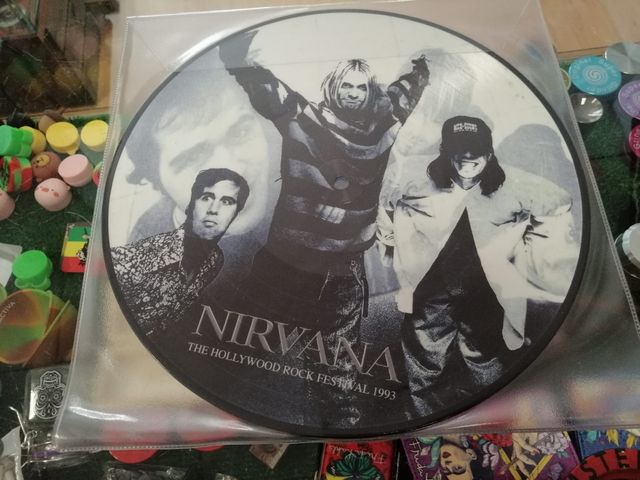 NIRVANA
THE HOLLYWOOD ROCK FESTIVAL 1993